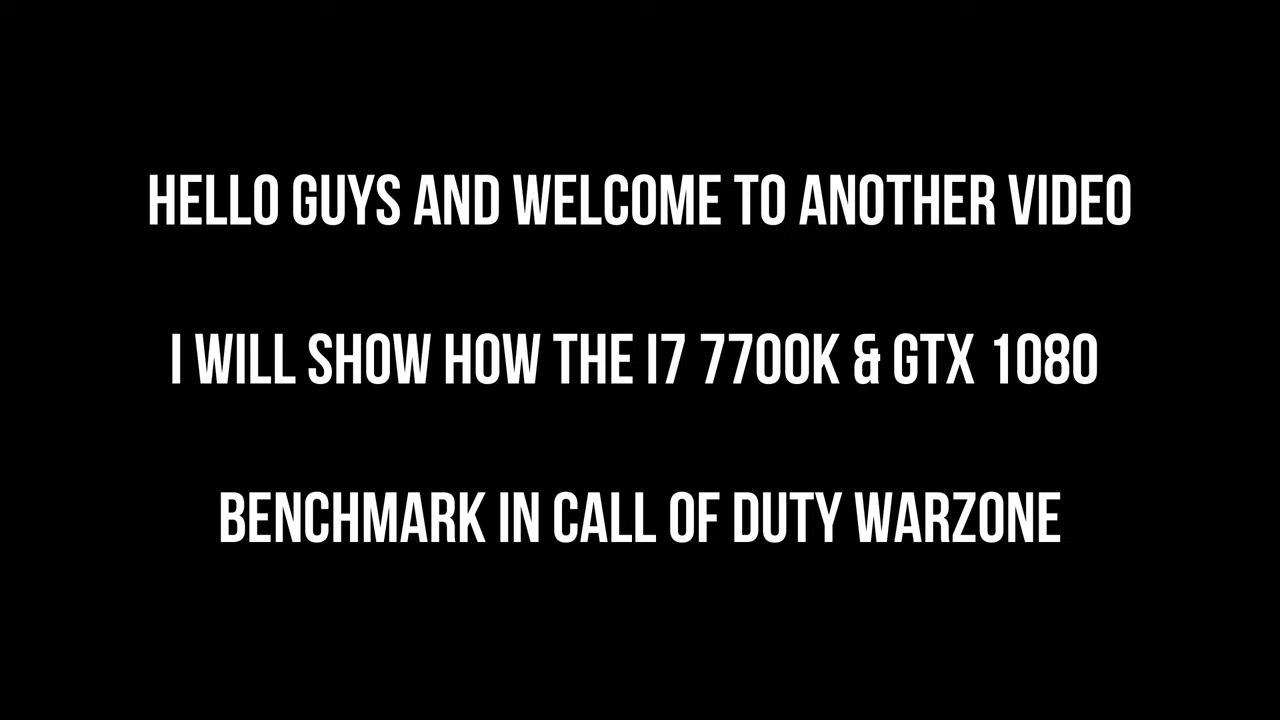 HELLO GUYS AND WELCOME TO ANOTHER VIDEO
I WILL SHOW HOW THE I7 7700K & GTX 1080
BENCHMARK IN CALL OF DUTY WARZONE